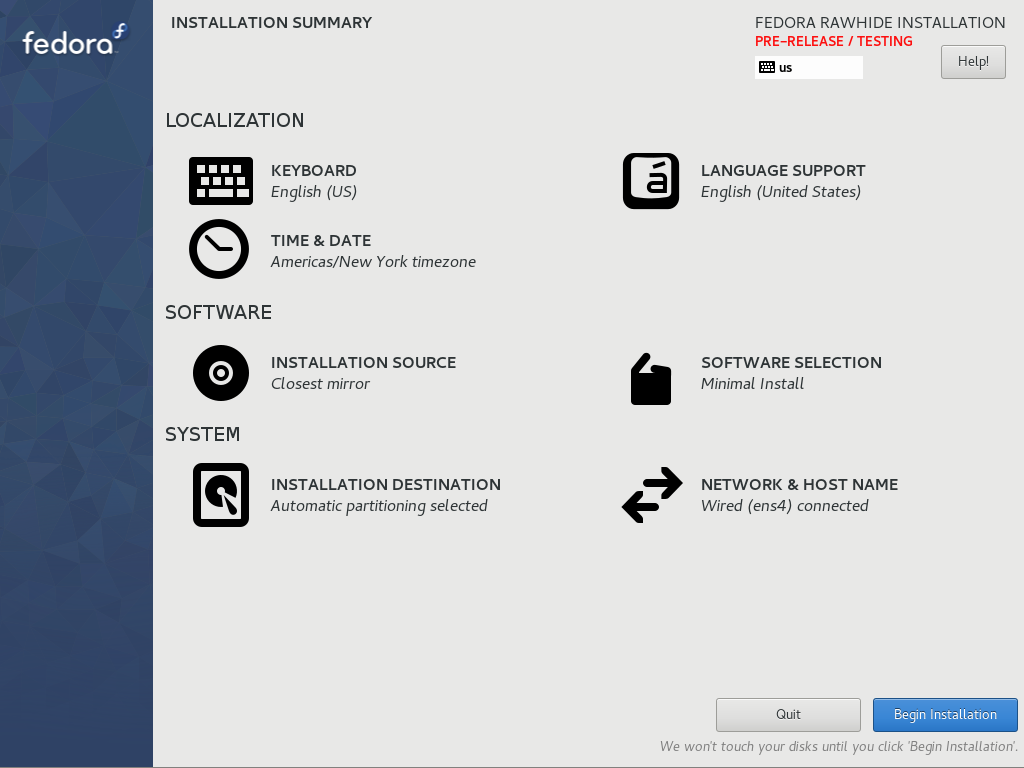 fedora
INSTALLATION SUMMARY
FEDORA RAWHIDE INSTALLATION
PRE-RELEASE / TESTING
us
Help!
LOCALIZATION
KEYBOARD
English (US)
LANGUAGE SUPPORT
English (United States)
TIME & DATE
Americas/New York timezone
SOFTWARE
INSTALLATION SOURCE
Closest mirror
SOFTWARE SELECTION
Minimal Install
SYSTEM
INSTALLATION DESTINATION
Automatic partitioning selected
NETWORK & HOST NAME
Wired (ens4) connected
Quit
Begin Installation
We won't touch your disks until you click 'Begin Installation'.